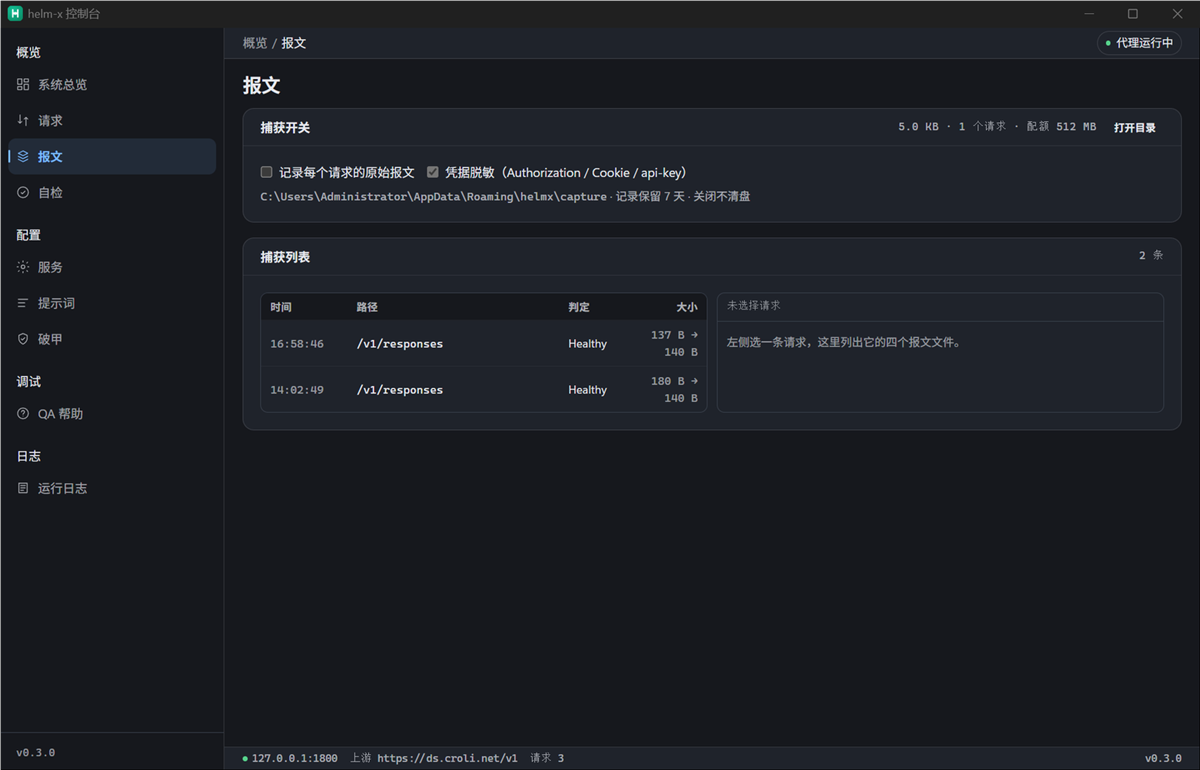 H helm-x 控制台
概览
系统总览
请求
报文
自检
配置
服务
提示词
破甲
调试
QA 帮助
日志
运行日志
v0.3.0
概览 / 报文
代理运行中
报文
捕获开关
5.0 KB · 1 个请求 · 配额 512 MB 打开目录
记录每个请求的原始报文 凭据脱敏（Authorization / Cookie / api-key）
C:\Users\Administrator\AppData\Roaming\helmx\capture · 记录保留 7 天 · 关闭不清盘
捕获列表
2 条
时间 路径 判定 大小
16:58:46 /v1/responses Healthy 137 B →
140 B
14:02:49 /v1/responses Healthy 180 B →
140 B
未选择请求
左侧选一条请求，这里列出它的四个报文文件。
127.0.0.1:1800 上游 https://ds.croli.net/v1 请求 3
v0.3.0